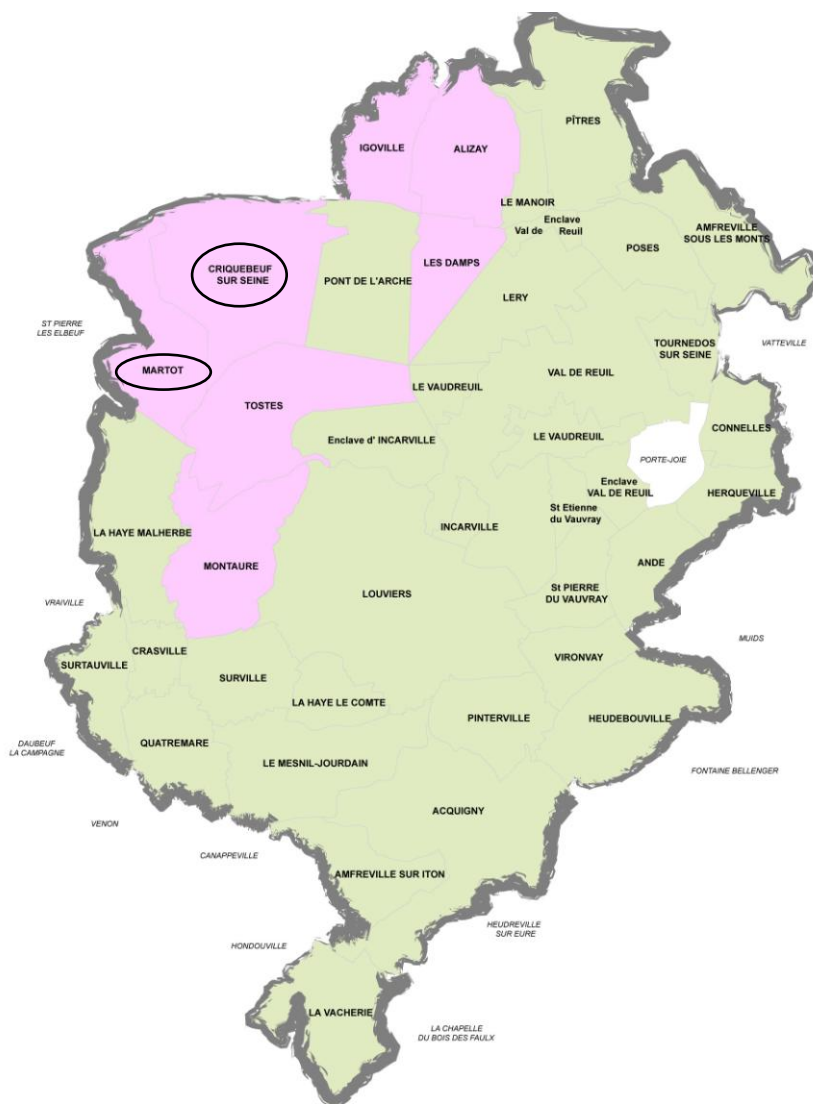 PÎTRES
IGOVILLE
ALIZAY
LE MANOIR
Enclave
Val de Reuil
AMFREVILLE
SOUS LES MONTS
POSES
CRIQUEBEUF
SUR SEINE
PONT DE L'ARCHE
LES DAMPS
LERY
ST PIERRE
LES ELBEUF
TOURNEDOS
SUR SEINE
VATTEVILLE
MARTOT
VAL DE REUIL
LE VAUDREUIL
TOSTES
CONNELLES
Enclave d' INCARVILLE
LE VAUDREUIL
PORTE-JOIE
Enclave
VAL DE REUIL
HERQUEVILLE
St Etienne
du Vauvray
INCARVILLE
LA HAYE MALHERBE
MONTAURE
ANDE
LOUVIERS
St PIERRE
DU VAUVRAY
VRAIVILLE
MUIDS
CRASVILLE
VIRONVAY
SURTAUVILLE
SURVILLE
LA HAYE LE COMTE
PINTERVILLE
HEUDEBOUVILLE
DAUBEUF
LA CAMPAGNE
QUATREMARE
LE MESNIL-JOURDAIN
FONTAINE BELLENGER
ACQUIGNY
VENON
CANAPPEVILLE
AMFREVILLE SUR ITON
HEUDREVILLE
SUR EURE
HONDOUVILLE
LA VACHERIE
LA CHAPELLE
DU BOIS DES FAULX